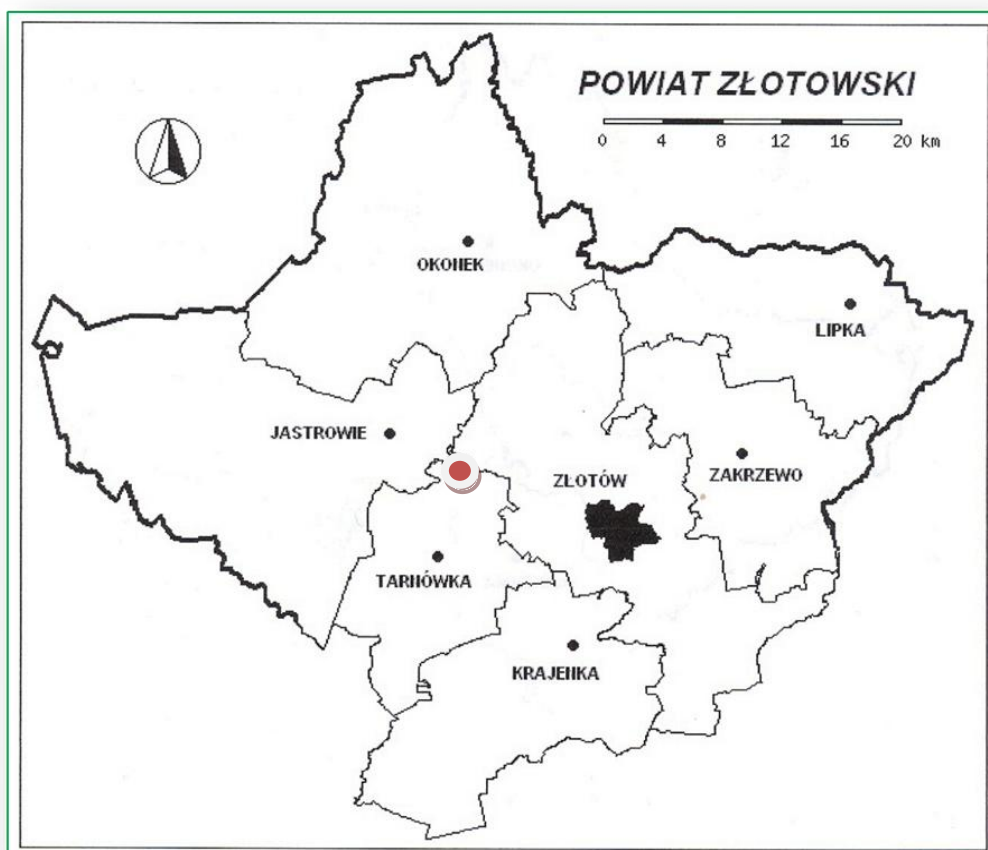 POWIAT ZŁOTOWSKI
0 4 8 12 16 20 km
OKONEK
LIPKA
JASTROWIE
ZŁOTÓW
ZAKRZEWO
TARNÓWKA
KRAJENKA